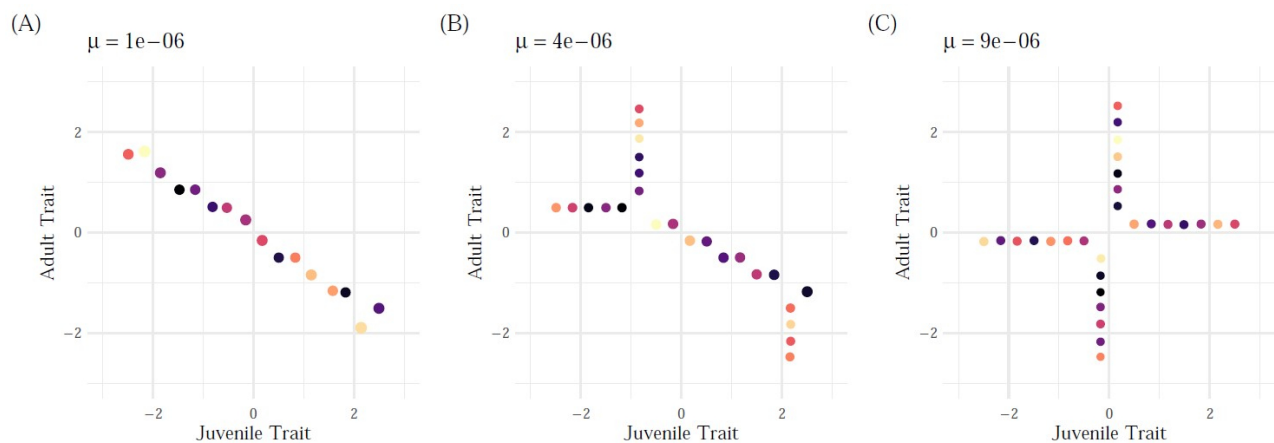 (A)
μ = 1e−06
Adult Trait
2
0
−2
−2
0
2
Juvenile Trait
(B)
μ = 4e−06
Adult Trait
2
0
−2
−2
0
2
Juvenile Trait
(C)
μ = 9e−06
Adult Trait
2
0
−2
−2
0
2
Juvenile Trait